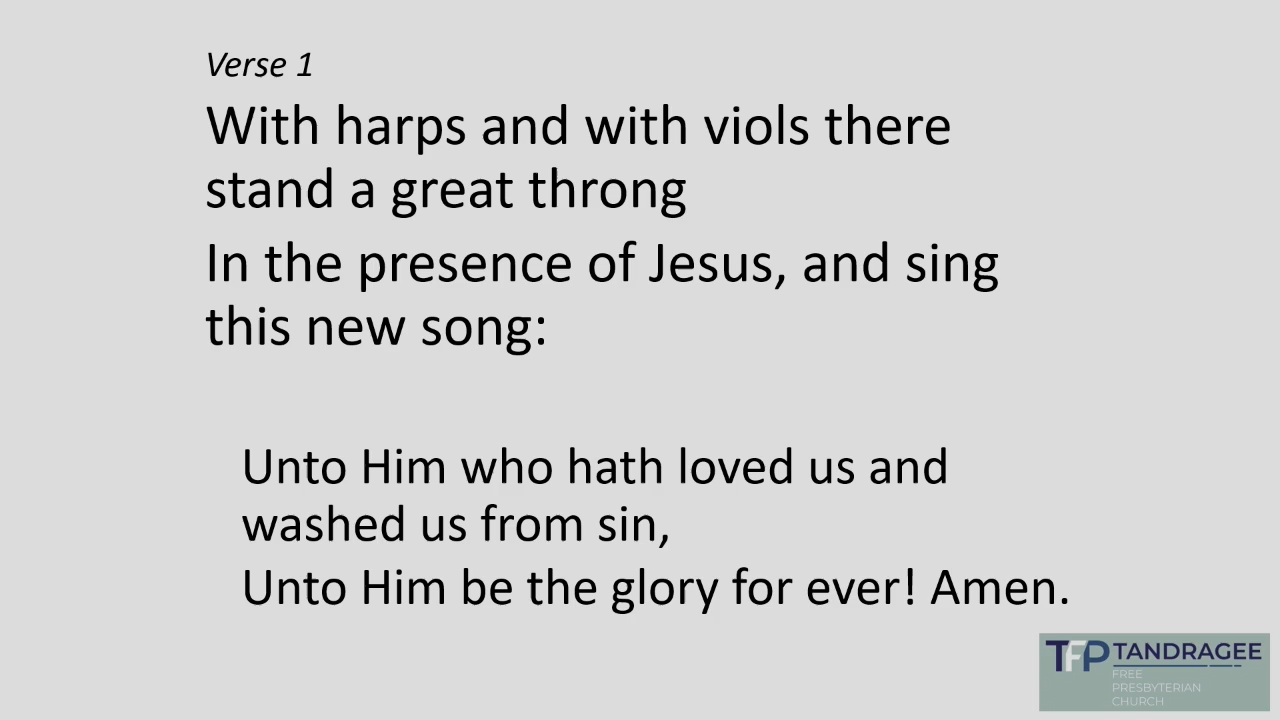 Verse 1
With harps and with viols there
stand a great throng
In the presence of Jesus, and sing
this new song:
Unto Him who hath loved us and
washed us from sin,
Unto Him be the glory for ever! Amen.
TFP TANDRAGEE
FREE
PRESBYTERIAN
CHURCH